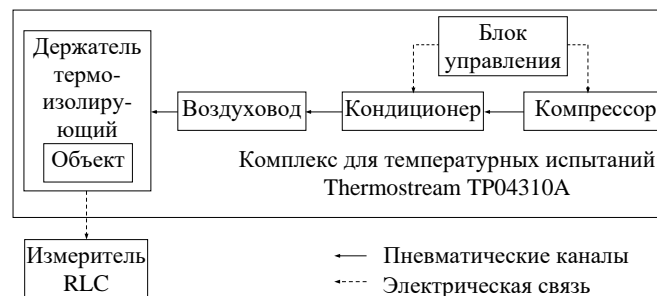 Держатель
термо-
изолиру-
ющий
Объект
Воздуховод
Кондиционер
Блок
управления
Компрессор
Комплекс для температурных испытаний
Thermostream TP04310A
Измеритель
RLC
Пневматические каналы
Электрическая связь